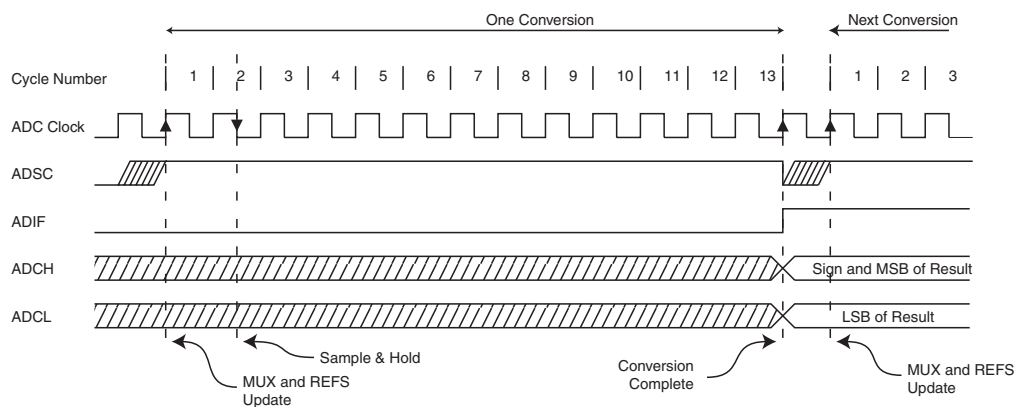 One Conversion
Next Conversion
Cycle Number
1 2 3 4 5 6 7 8 9 10 11 12 13 1 2 3
ADC Clock
ADSC
ADIF
ADCH
Sign and MSB of Result
ADCL
LSB of Result
Sample & Hold
MUX and REFS
Update
Conversion
Complete
MUX and REFS
Update